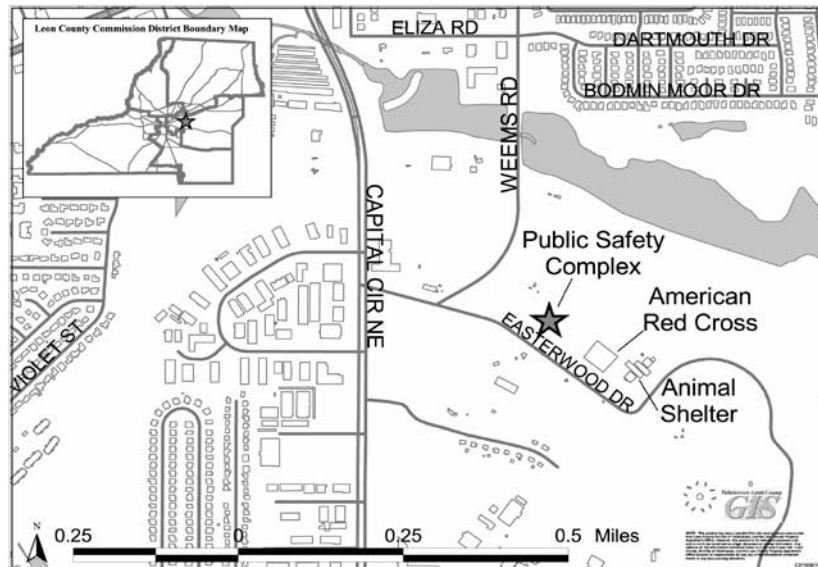 Leon County Commission District Boundary Map
ELIZA RD
DARTMOUTH DR
BODMIN MOOR DR
WEEMS RD
CAPITAL CIR NE
Public Safety
Complex
American
Red Cross
EASTERWOOD DR
VIOLET ST
Animal
Shelter
GIS
N
0.25 0 0.25 0.5 Miles